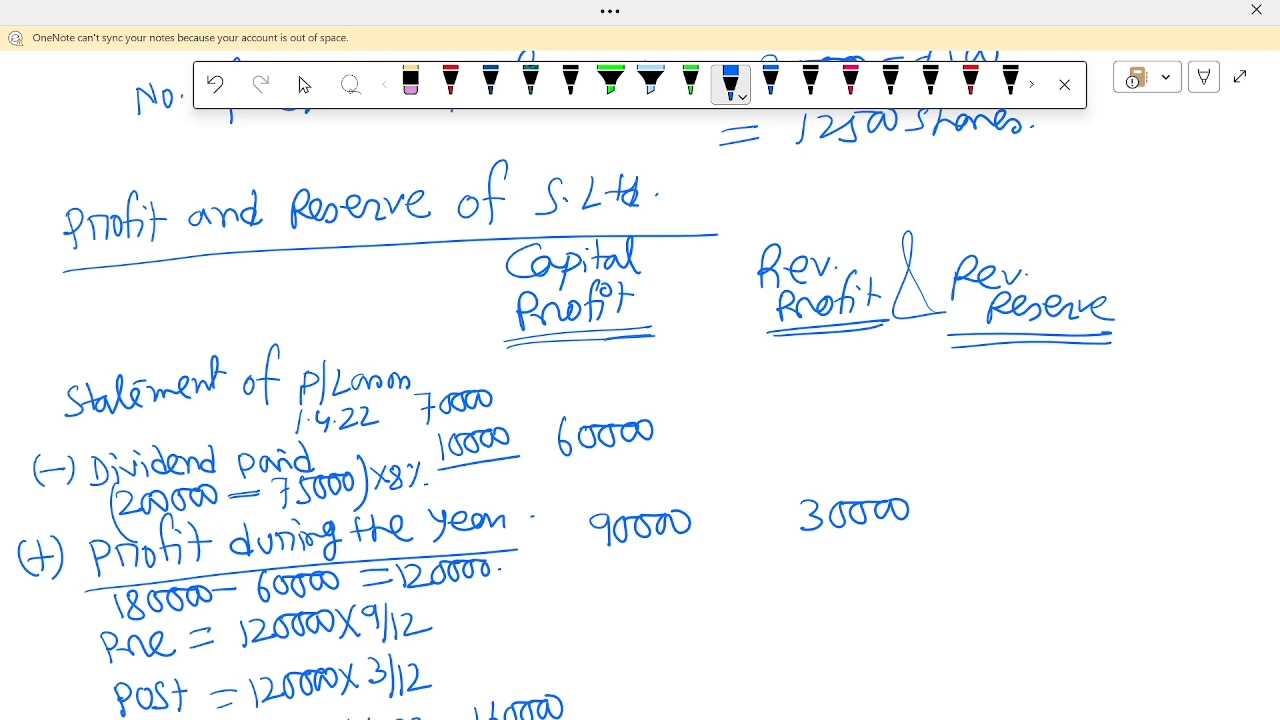 OneNote can't sync your notes because your account is out of space.
No.
= 12500 shares.
Profit and Reserve of S. Ltd.
Capital Profit
Rev. Profit
Rev. Reserve
Statement of P/L
1.4.22 70000
(-) Dividend paid 10000 60000
(200000 - 75000) x 8%.
(+) Profit during the year. 90000 30000
180000 - 60000 = 120000.
Pre = 120000 x 9/12
Post = 120000 x 3/12